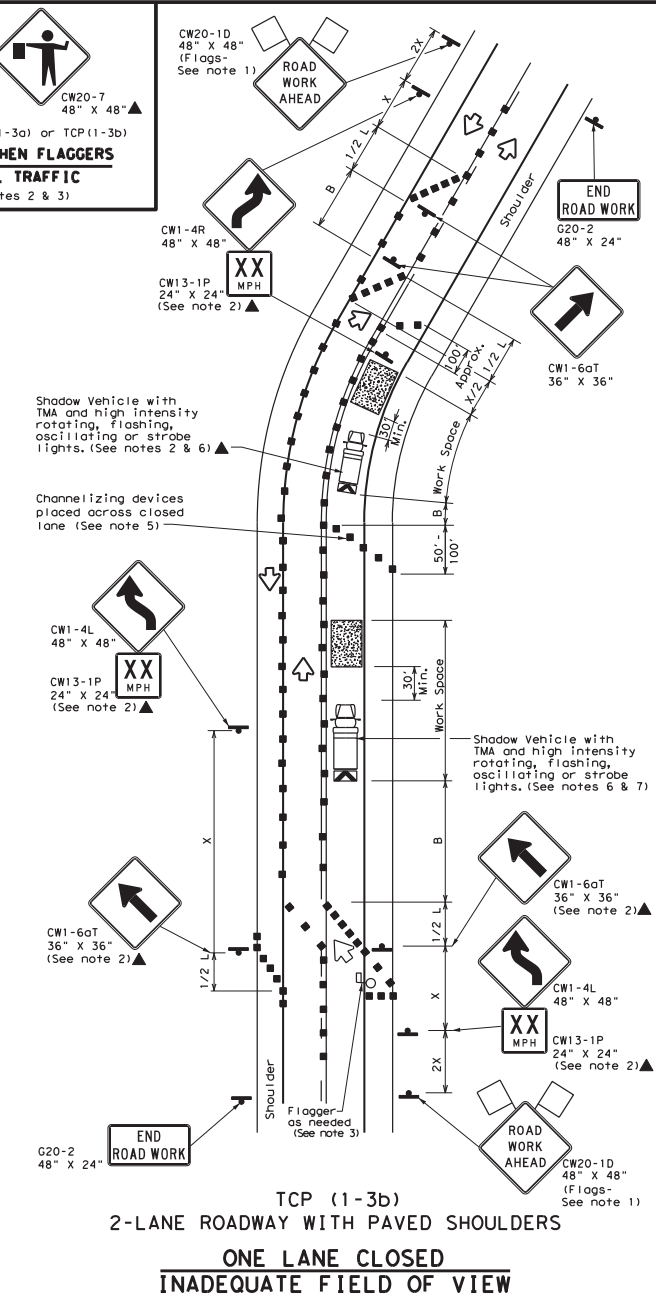 CW20-7
48" X 48"▲
-3a) or TCP(1-3b)
HEN FLAGGERS
TRAFFIC
tes 2 & 3)
CW20-1D
48" X 48"
(Flags-
See note 1)
ROAD
WORK
AHEAD
2X
X
1/2 L
B
Shoulder
END
ROAD WORK
G20-2
48" X 24"
CW1-4R
48" X 48"
XX
MPH
CW13-1P
24" X 24"
(See note 2)▲
CW1-6aT
36" X 36"
100'
Approx.
1/2 L
X/2
30'
Min.
Work Space
B
50'-
100'
Shadow Vehicle with
TMA and high intensity
rotating, flashing,
oscillating or strobe
lights. (See notes 2 & 6)▲
Channelizing devices
placed across closed
lane (See note 5)
CW1-4L
48" X 48"
XX
MPH
CW13-1P
24" X 24"
(See note 2)▲
30'
Min.
Work Space
Shadow Vehicle with
TMA and high intensity
rotating, flashing,
oscillating or strobe
lights. (See notes 6 & 7)
X
B
CW1-6aT
36" X 36"
(See note 2)▲
1/2 L
CW1-6aT
36" X 36"
(See note 2)▲
1/2 L
X
CW1-4L
48" X 48"
XX
MPH
CW13-1P
24" X 24"
(See note 2)▲
2X
Shoulder
Flagger
as needed
(See note 3)
END
ROAD WORK
G20-2
48" X 24"
ROAD
WORK
AHEAD
CW20-1D
48" X 48"
(Flags-
See note 1)
TCP (1-3b)
2-LANE ROADWAY WITH PAVED SHOULDERS
ONE LANE CLOSED
INADEQUATE FIELD OF VIEW